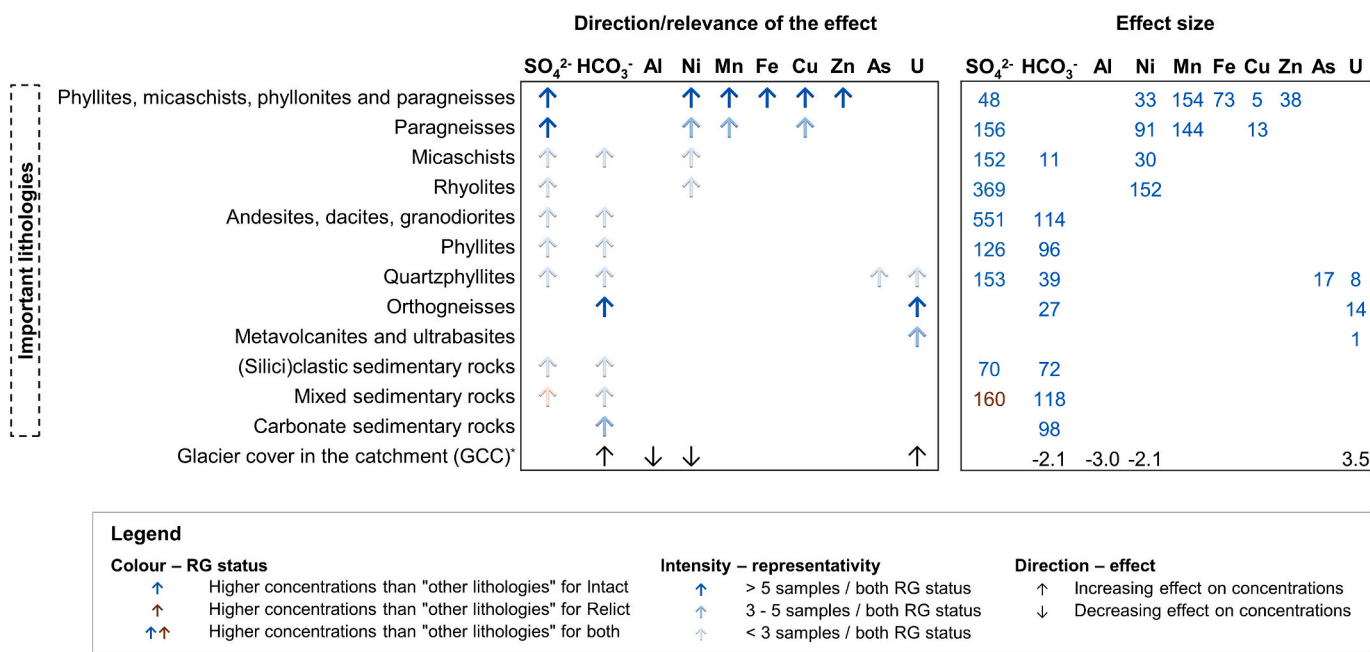 Direction/relevance of the effect Effect size
SO₄²⁻ HCO₃⁻ Al Ni Mn Fe Cu Zn As U SO₄²⁻ HCO₃⁻ Al Ni Mn Fe Cu Zn As U
Important lithologies
Phyllites, micaschists, phyllonites and paragneisses ↑ ↑ ↑ ↑ ↑ ↑ 48 33 154 73 5 38
Paragneisses ↑ ↑ ↑ ↑ 156 91 144 13
Micaschists ↑ ↑ ↑ 152 11 30
Rhyolites ↑ ↑ 369 152
Andesites, dacites, granodiorites ↑ ↑ 551 114
Phyllites ↑ ↑ 126 96
Quartzphyllites ↑ ↑ ↑ ↑ 153 39 17 8
Orthogneisses ↑ ↑ 27 14
Metavolcanites and ultrabasites ↑ 1
(Silici)clastic sedimentary rocks ↑ ↑ 70 72
Mixed sedimentary rocks ↑ ↑ 160 118
Carbonate sedimentary rocks ↑ 98
Glacier cover in the catchment (GCC)* ↑ ↓ ↓ ↑ -2.1 -3.0 -2.1 3.5
Legend
Colour – RG status Intensity – representativity Direction – effect
↑ Higher concentrations than "other lithologies" for Intact ↑ > 5 samples / both RG status ↑ Increasing effect on concentrations
↑ Higher concentrations than "other lithologies" for Relict ↑ 3 - 5 samples / both RG status ↓ Decreasing effect on concentrations
↑↑ Higher concentrations than "other lithologies" for both ↑ < 3 samples / both RG status